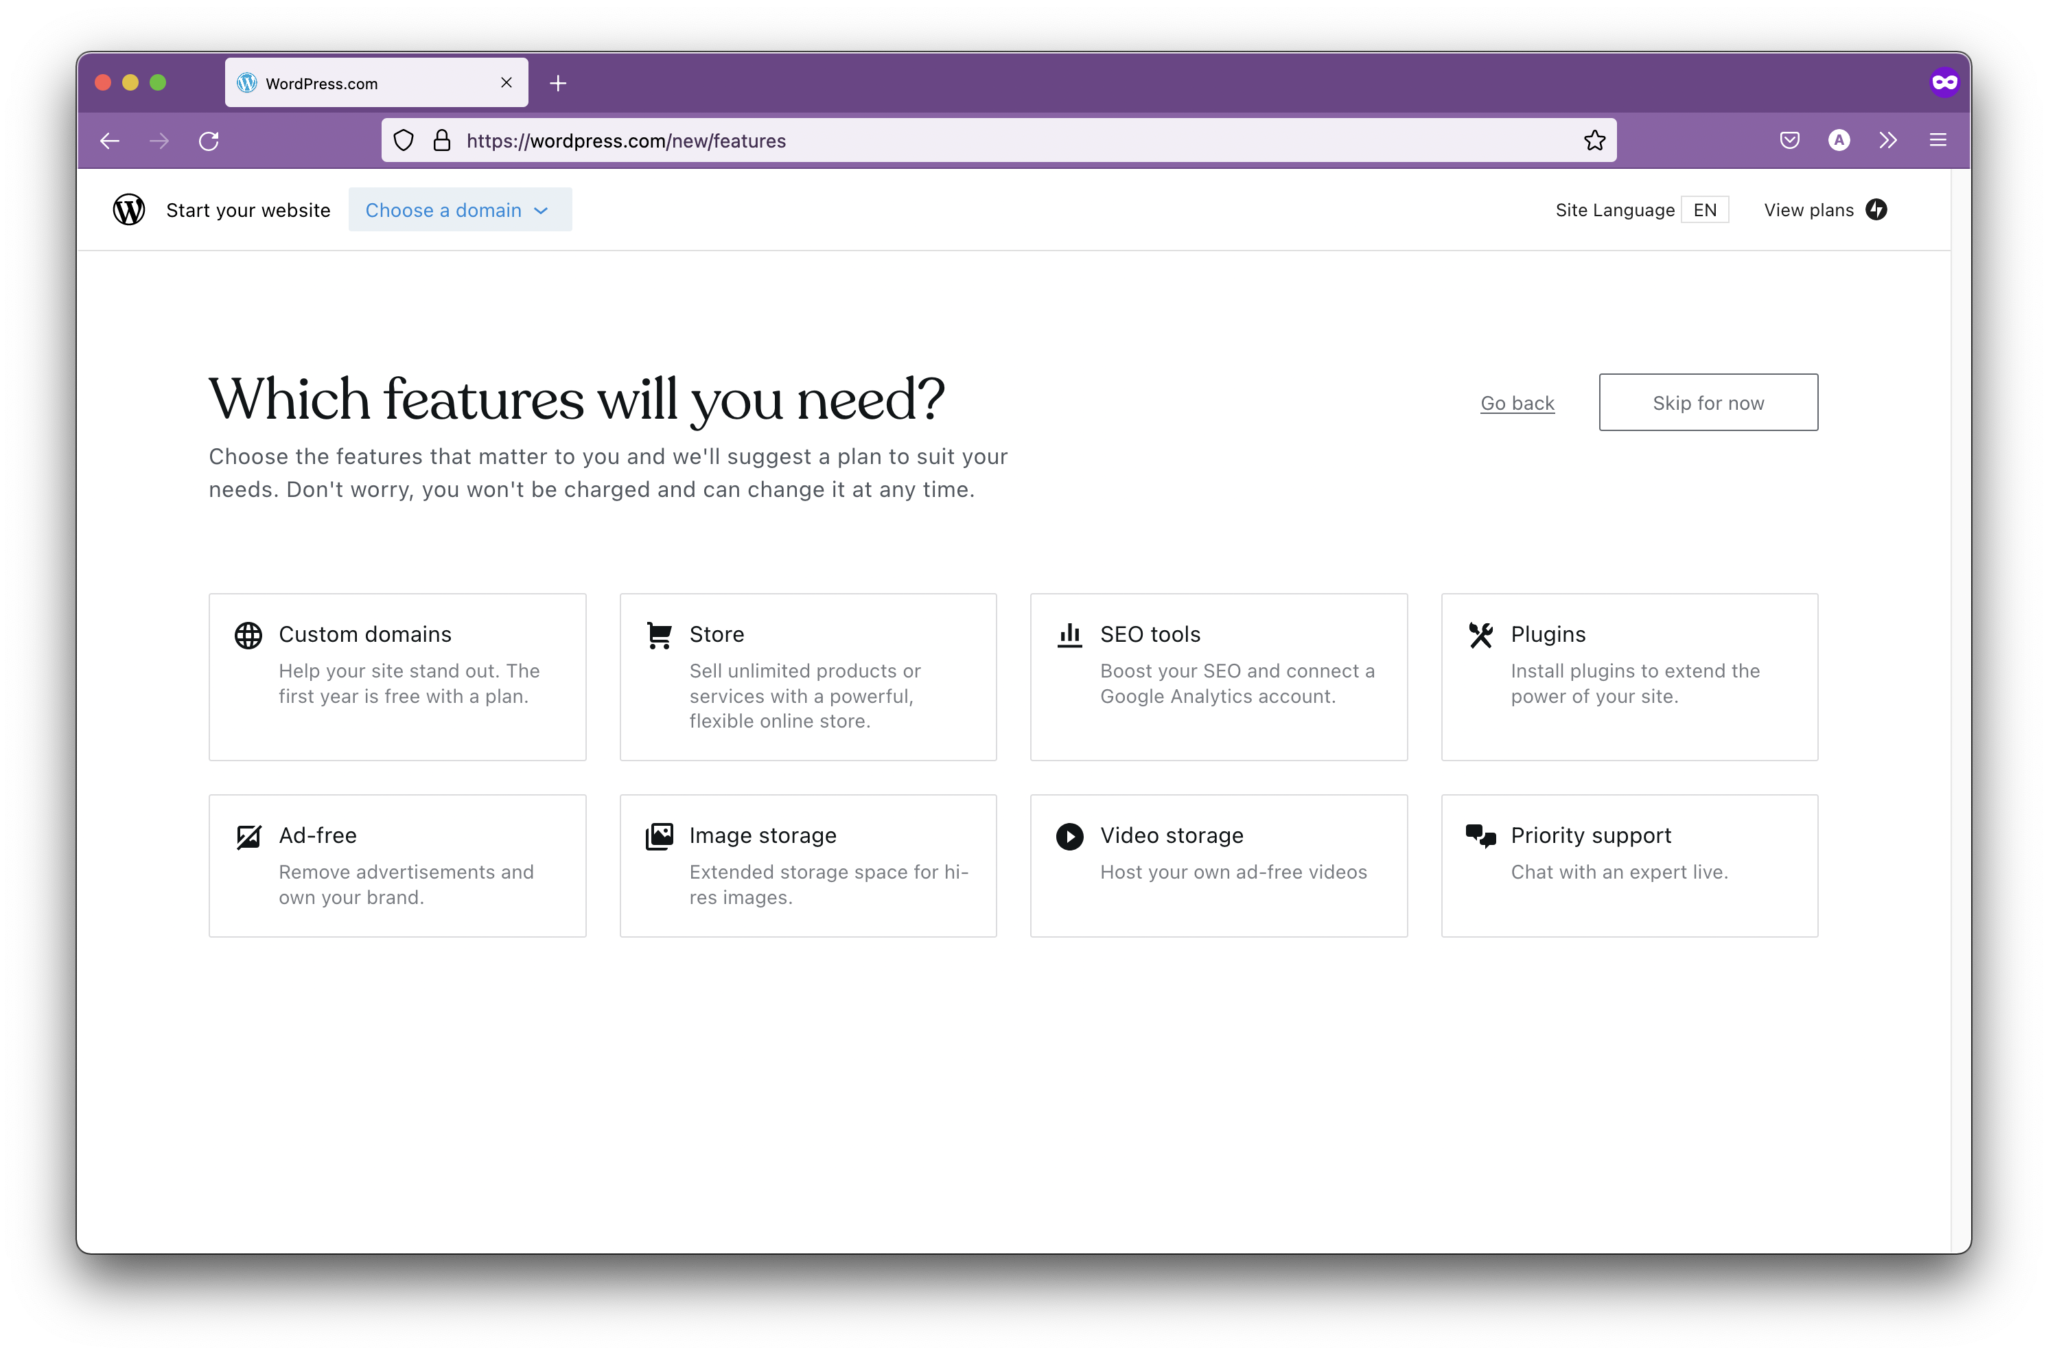 WordPress.com
https://wordpress.com/new/features
A
Start your website
Choose a domain
Site Language EN
View plans
Which features will you need?
Go back
Skip for now
Choose the features that matter to you and we'll suggest a plan to suit your
needs. Don't worry, you won't be charged and can change it at any time.
Custom domains
Help your site stand out. The
first year is free with a plan.
Store
Sell unlimited products or
services with a powerful,
flexible online store.
SEO tools
Boost your SEO and connect a
Google Analytics account.
Plugins
Install plugins to extend the
power of your site.
Ad-free
Remove advertisements and
own your brand.
Image storage
Extended storage space for hi-
res images.
Video storage
Host your own ad-free videos
Priority support
Chat with an expert live.